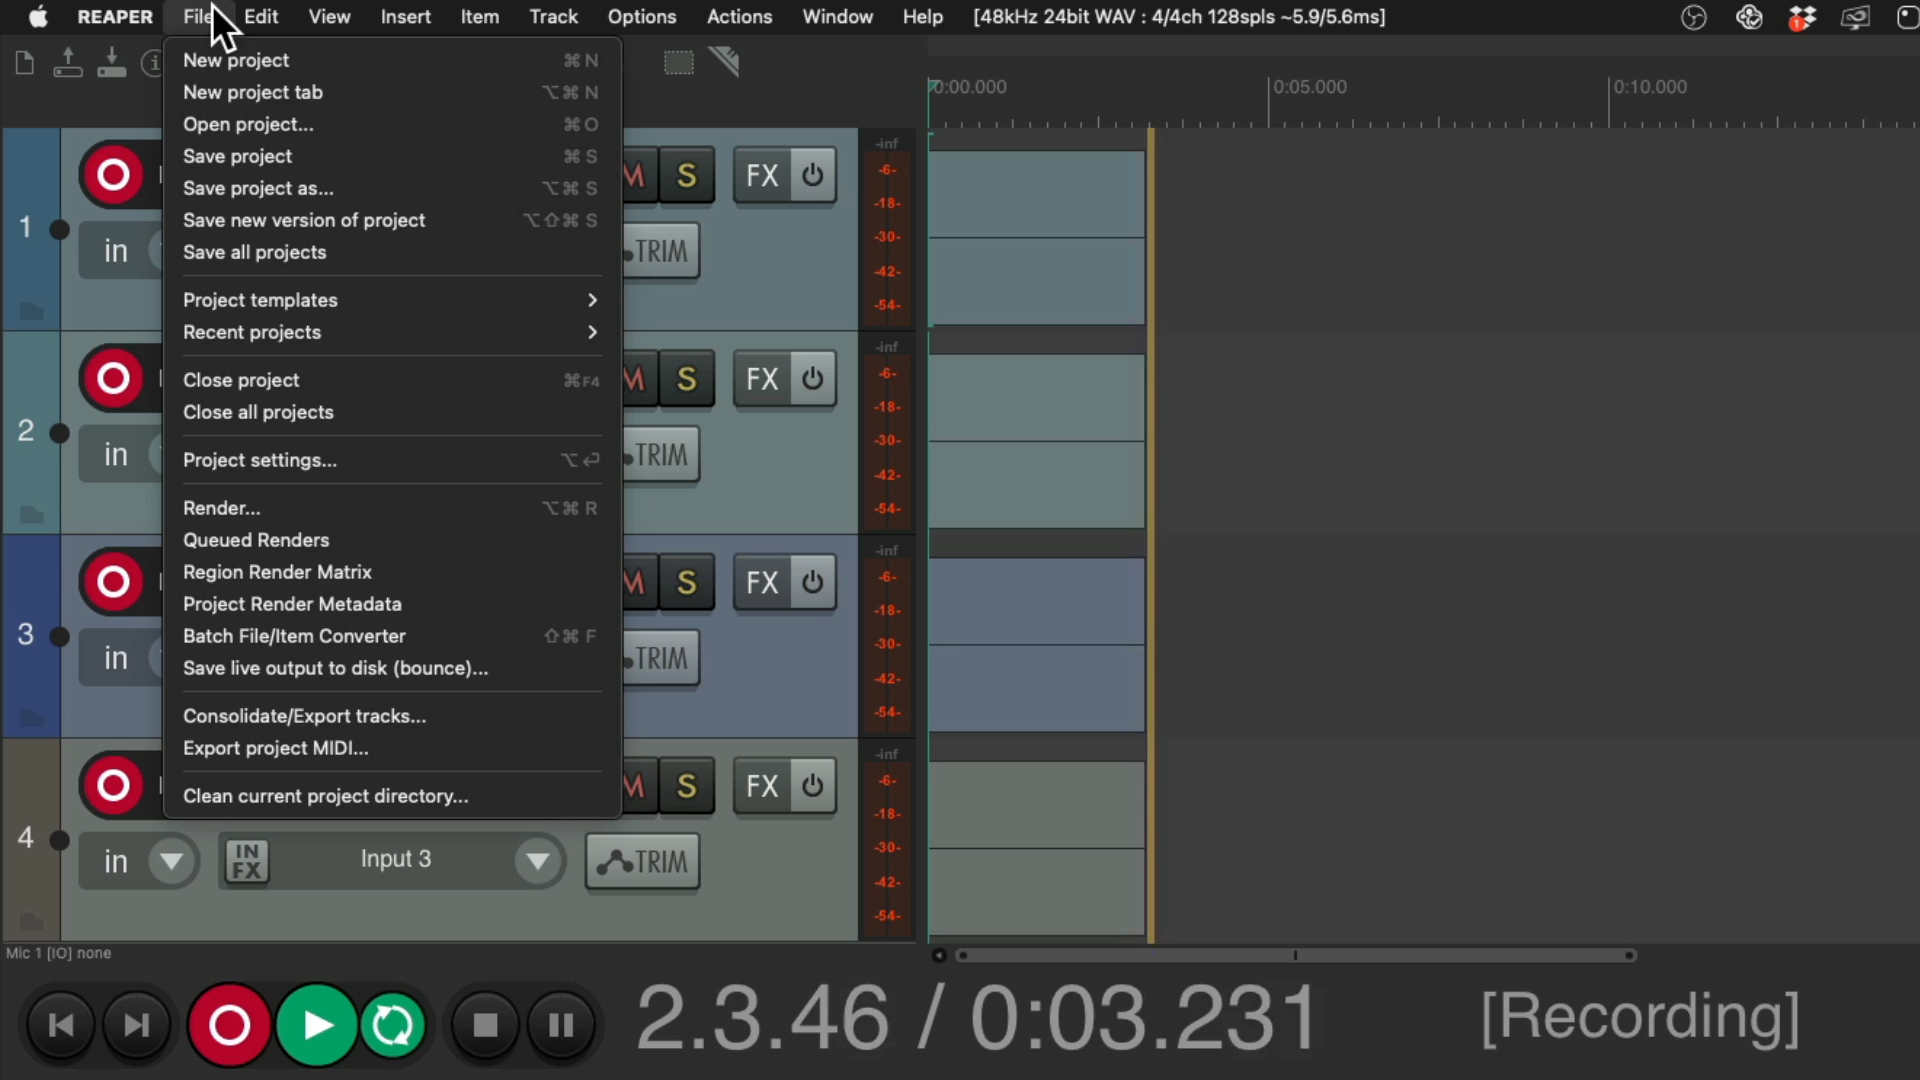 REAPER File Edit View Insert Item Track Options Actions Window Help [48kHz 24bit WAV : 4/4ch 128spls ~5.9/5.6ms]
1
New project ⌘ N
New project tab ⌥⌘ N
Open project... ⌘ O
Save project ⌘ S
Save project as... ⌥⌘ S
Save new version of project ⌥⇧⌘ S
Save all projects
Project templates
Recent projects
Close project ⌘F4
Close all projects
Project settings... ⌥⏎
Render... ⌥⌘ R
Queued Renders
Region Render Matrix
Project Render Metadata
Batch File/Item Converter ⇧⌘ F
Save live output to disk (bounce)...
Consolidate/Export tracks...
Export project MIDI...
Clean current project directory...
0:00.000 0:05.000 0:10.000
1
in
M S FX
TRIM
-inf
-6-
-18-
-30-
-42-
-54-
2
in
M S FX
TRIM
-inf
-6-
-18-
-30-
-42-
-54-
3
in
M S FX
TRIM
-inf
-6-
-18-
-30-
-42-
-54-
4
M S FX
in IN FX Input 3 TRIM
-inf
-6-
-18-
-30-
-42-
-54-
Mic 1 [IO] none
2.3.46 / 0:03.231 [Recording]